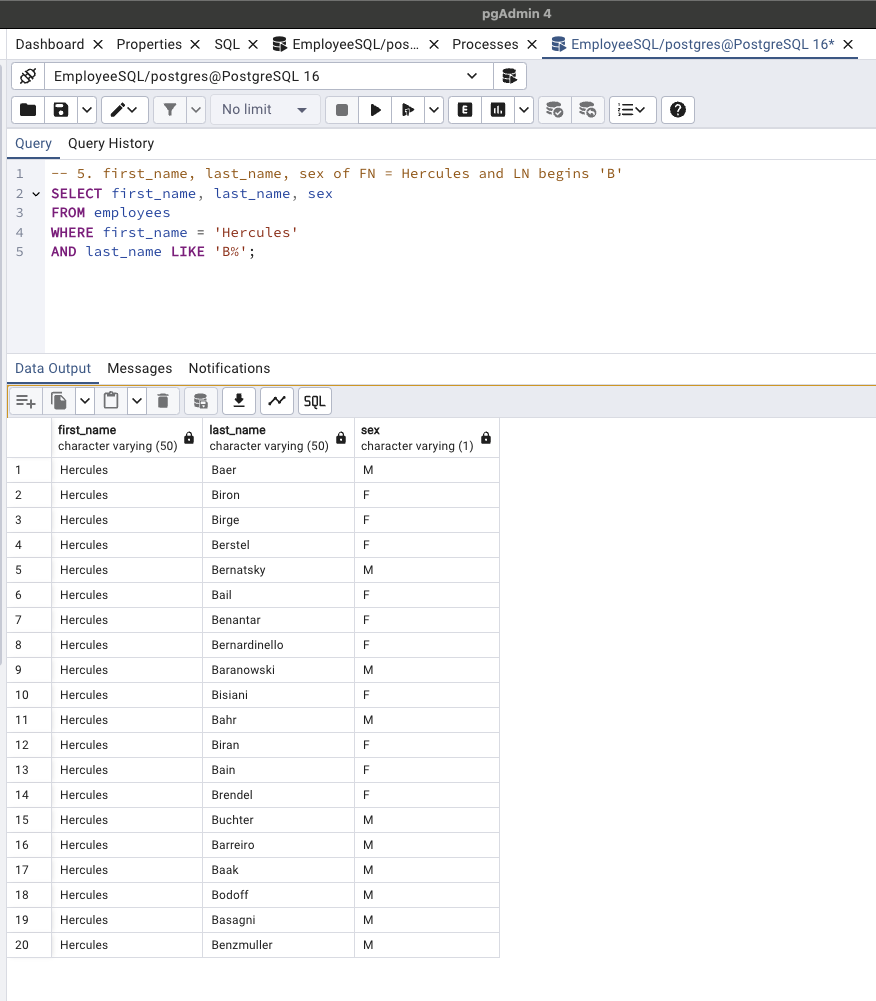 pgAdmin 4
Dashboard Properties SQL EmployeeSQL/pos... Processes EmployeeSQL/postgres@PostgreSQL 16*
EmployeeSQL/postgres@PostgreSQL 16
No limit E
Query Query History
1 -- 5. first_name, last_name, sex of FN = Hercules and LN begins 'B'
2 SELECT first_name, last_name, sex
3 FROM employees
4 WHERE first_name = 'Hercules'
5 AND last_name LIKE 'B%';
Data Output Messages Notifications
SQL
first_name last_name sex
character varying (50) character varying (50) character varying (1)
1 Hercules Baer M
2 Hercules Biron F
3 Hercules Birge F
4 Hercules Berstel F
5 Hercules Bernatsky M
6 Hercules Bail F
7 Hercules Benantar F
8 Hercules Bernardinello F
9 Hercules Baranowski M
10 Hercules Bisiani F
11 Hercules Bahr M
12 Hercules Biran F
13 Hercules Bain F
14 Hercules Brendel F
15 Hercules Buchter M
16 Hercules Barreiro M
17 Hercules Baak M
18 Hercules Bodoff M
19 Hercules Basagni M
20 Hercules Benzmuller M